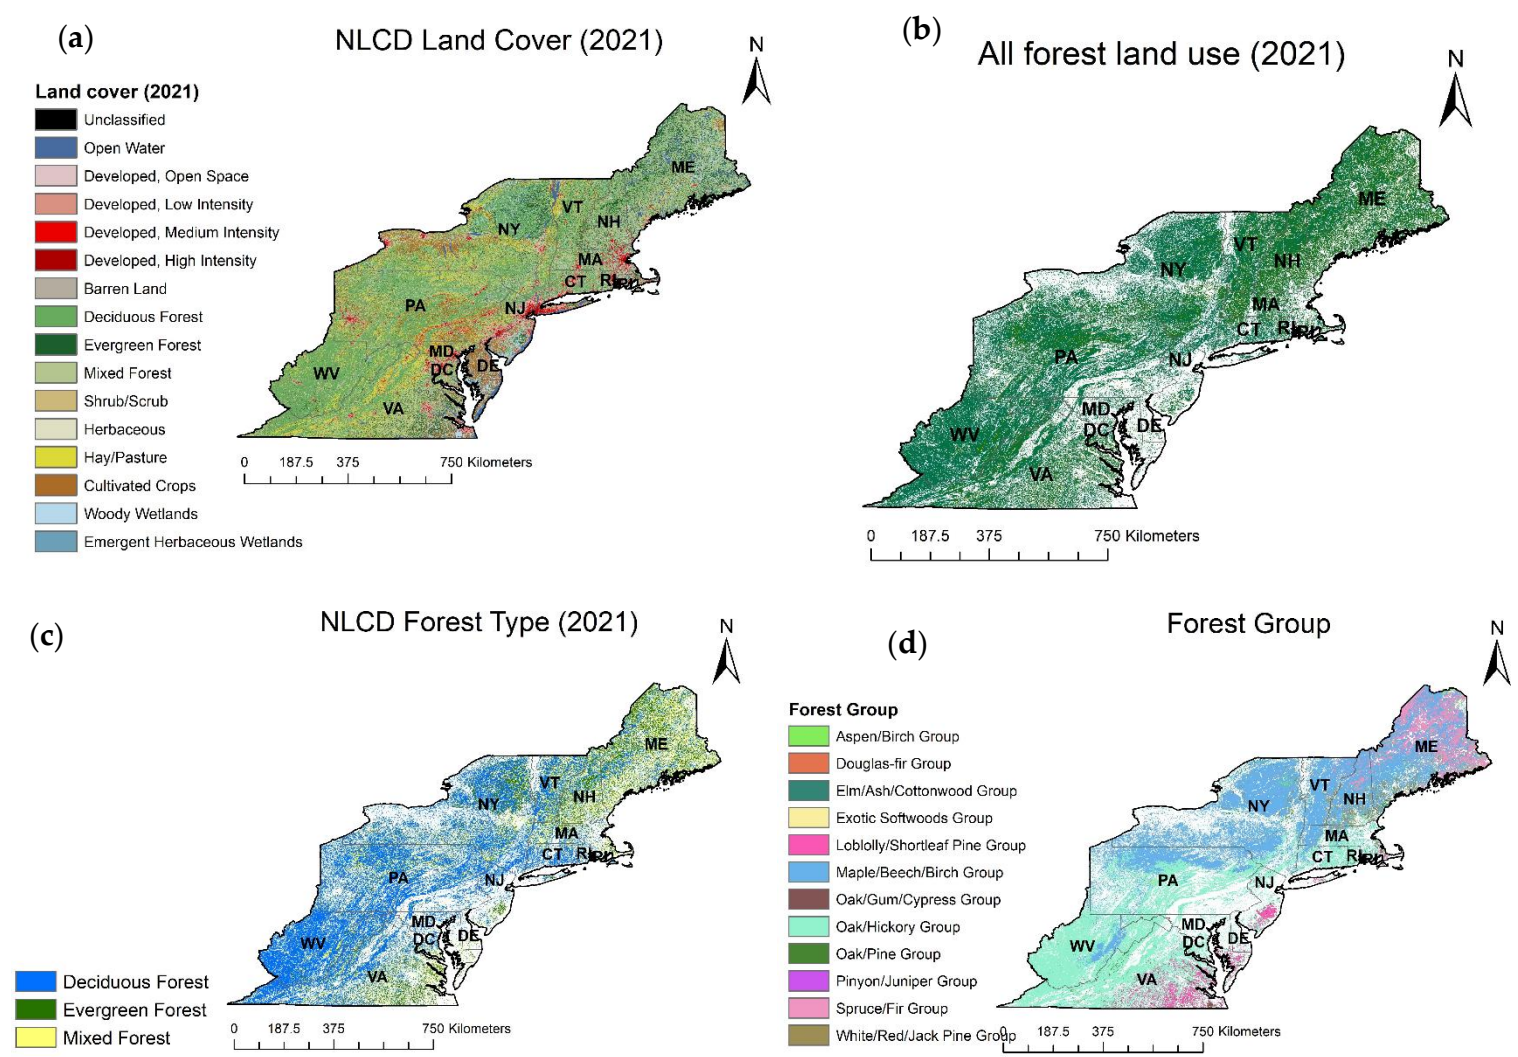 (a)
NLCD Land Cover (2021)
N
Land cover (2021)
Unclassified
Open Water
Developed, Open Space
Developed, Low Intensity
Developed, Medium Intensity
Developed, High Intensity
Barren Land
Deciduous Forest
Evergreen Forest
Mixed Forest
Shrub/Scrub
Herbaceous
Hay/Pasture
Cultivated Crops
Woody Wetlands
Emergent Herbaceous Wetlands
ME
VT
NH
NY
MA
CT
RI
RI
PA
NJ
MD
DC
DE
WV
VA
0 187.5 375 750 Kilometers
(b)
All forest land use (2021)
N
ME
VT
NH
NY
MA
CT
RI
RI
PA
NJ
MD
DC
DE
WV
VA
0 187.5 375 750 Kilometers
(c)
NLCD Forest Type (2021)
N
ME
VT
NH
NY
MA
CT
RI
RI
PA
NJ
MD
DC
DE
WV
VA
Deciduous Forest
Evergreen Forest
Mixed Forest
0 187.5 375 750 Kilometers
(d)
Forest Group
N
Forest Group
Aspen/Birch Group
Douglas-fir Group
Elm/Ash/Cottonwood Group
Exotic Softwoods Group
Loblolly/Shortleaf Pine Group
Maple/Beech/Birch Group
Oak/Gum/Cypress Group
Oak/Hickory Group
Oak/Pine Group
Pinyon/Juniper Group
Spruce/Fir Group
White/Red/Jack Pine Group
ME
VT
NH
NY
MA
CT
RI
RI
PA
NJ
MD
DC
DE
WV
VA
0 187.5 375 750 Kilometers